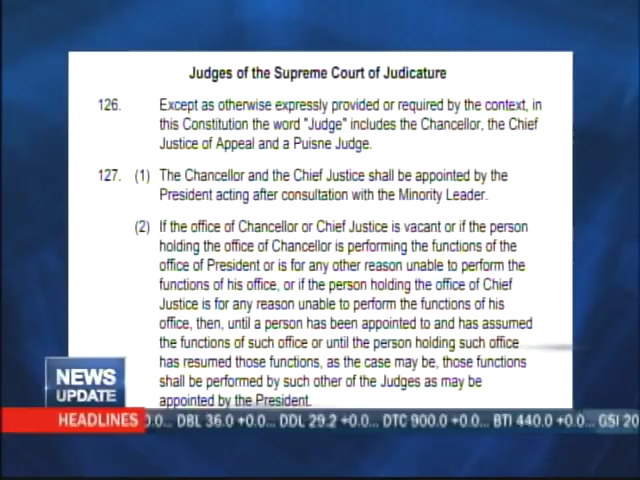 Judges of the Supreme Court of Judicature
126. Except as otherwise expressly provided or required by the context, in
this Constitution the word "Judge" includes the Chancellor, the Chief
Justice of Appeal and a Puisne Judge.
127. (1) The Chancellor and the Chief Justice shall be appointed by the
President acting after consultation with the Minority Leader.
(2) If the office of Chancellor or Chief Justice is vacant or if the person
holding the office of Chancellor is performing the functions of the
office of President or is for any other reason unable to perform the
functions of his office, or if the person holding the office of Chief
Justice is for any reason unable to perform the functions of his
office, then, until a person has been appointed to and has assumed
the functions of such office or until the person holding such office
has resumed those functions, as the case may be, those functions
shall be performed by such other of the Judges as may be
appointed by the President.
NEWS
UPDATE
HEADLINES 0.0... DBL 36.0 +0.0... DDL 29.2 +0.0... DTC 900.0 +0.0... BTI 440.0 +0.0... GSI 20